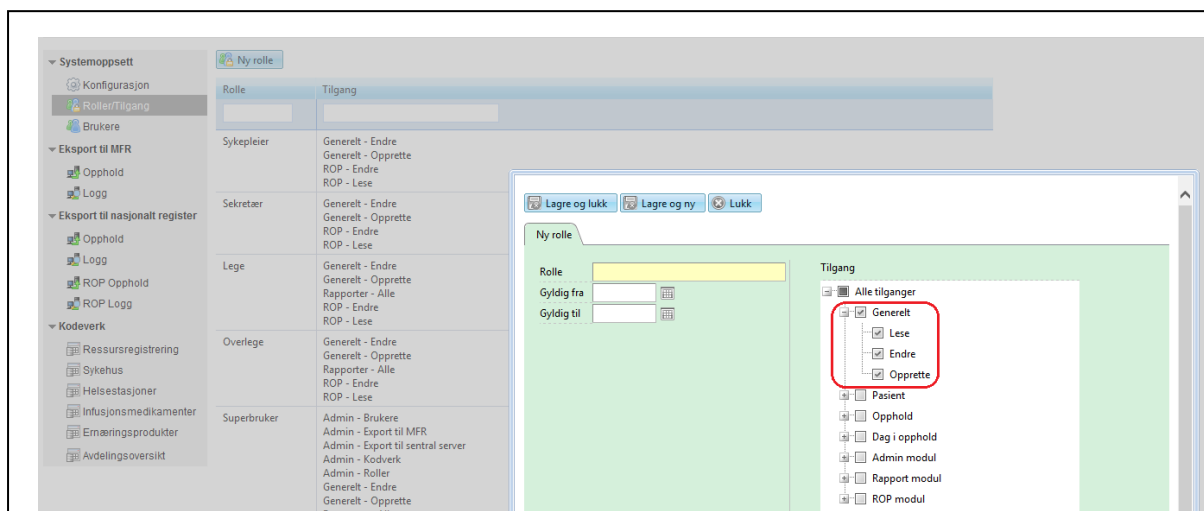 Systemoppsett
Konfigurasjon
Roller/Tilgang
Brukere
Eksport til MFR
Opphold
Logg
Eksport til nasjonalt register
Opphold
Logg
ROP Opphold
ROP Logg
Kodeverk
Ressursregistrering
Sykehus
Helsestasjoner
Infusjonsmedikamenter
Ernæringsprodukter
Avdelingsoversikt
Ny rolle
Rolle Tilgang
Sykepleier Generelt - Endre
Generelt - Opprette
ROP - Endre
ROP - Lese
Sekretær Generelt - Endre
Generelt - Opprette
ROP - Endre
ROP - Lese
Lege Generelt - Endre
Generelt - Opprette
Rapporter - Alle
ROP - Endre
ROP - Lese
Overlege Generelt - Endre
Generelt - Opprette
Rapporter - Alle
ROP - Endre
ROP - Lese
Superbruker Admin - Brukere
Admin - Export til MFR
Admin - Export til sentral server
Admin - Kodverk
Admin - Roller
Generelt - Endre
Generelt - Opprette
Lagre og lukk Lagre og ny Lukk
Ny rolle
Rolle
Gyldig fra
Gyldig til
Tilgang
Alle tilganger
Generelt
Lese
Endre
Opprette
Pasient
Opphold
Dag i opphold
Admin modul
Rapport modul
ROP modul